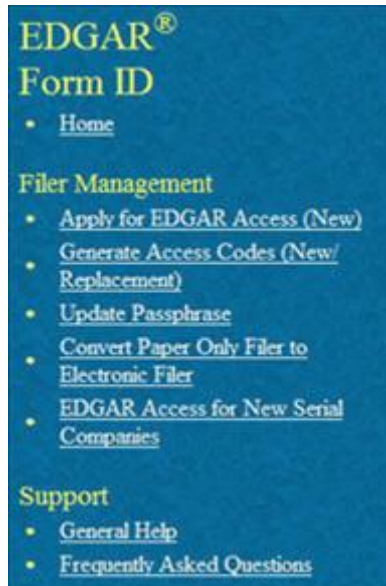 EDGAR®
Form ID
• Home
Filer Management
• Apply for EDGAR Access (New)
• Generate Access Codes (New/
Replacement)
• Update Passphrase
• Convert Paper Only Filer to
Electronic Filer
• EDGAR Access for New Serial
Companies
Support
• General Help
• Frequently Asked Questions